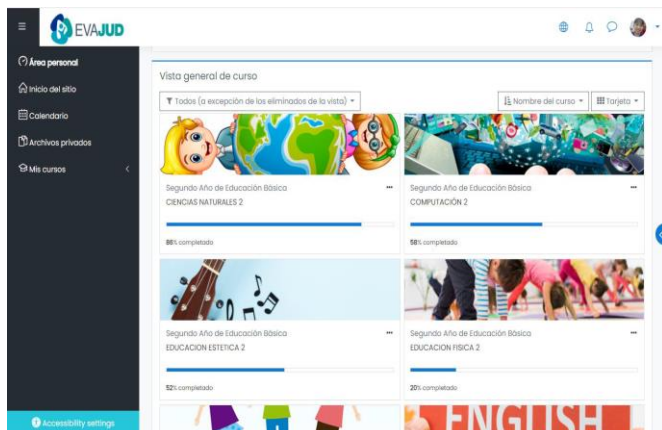 EVAJUD
Área personal
Inicio del sitio
Calendario
Archivos privados
Mis cursos
Accessibility settings
Vista general de curso
Todos (a excepción de los eliminados de la vista)
Nombre del curso
Tarjeta
Segundo Año de Educación Básica
CIENCIAS NATURALES 2
completado
Segundo Año de Educación Básica
COMPUTACIÓN 2
completado
Segundo Año de Educación Básica
EDUCACION ESTETICA 2
52% completado
Segundo Año de Educación Básica
EDUCACION FISICA 2
20% completado
ENGLISH